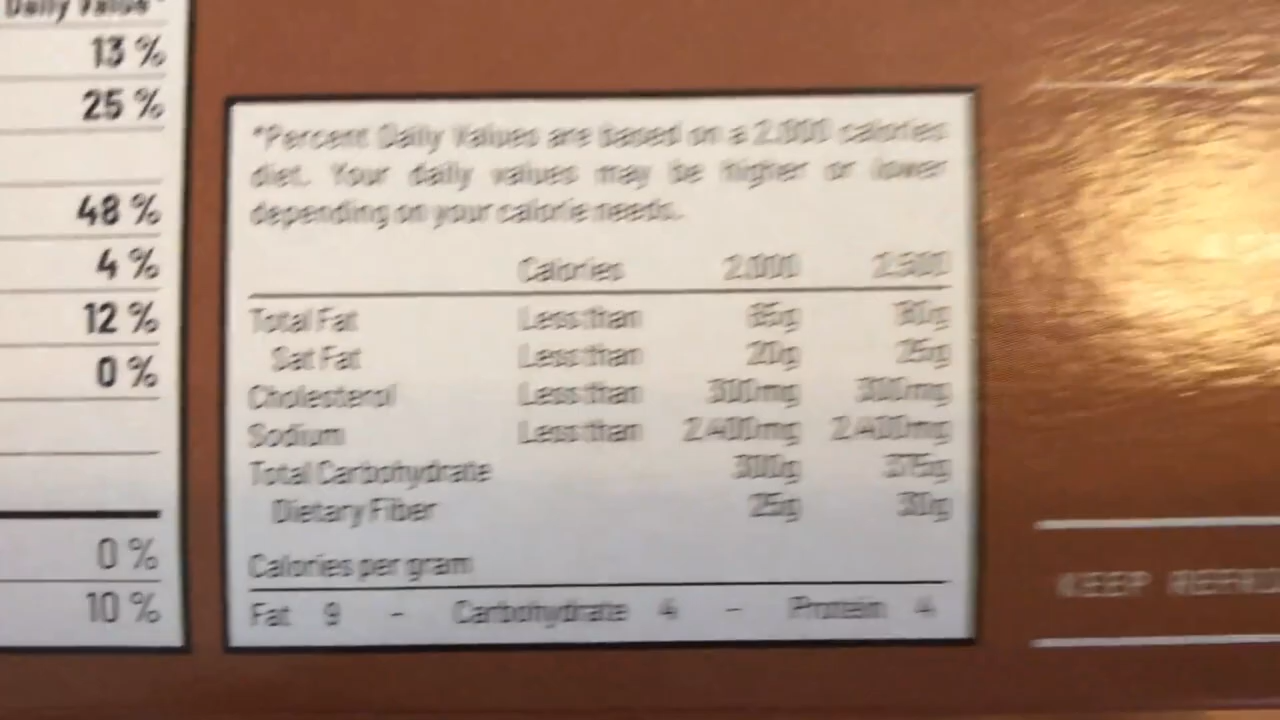 Daily Value*
13 %
25 %
48 %
4 %
12 %
0 %
0 %
10 %
*Percent Daily Values are based on a 2.000 calories
diet. Your daily values may be higher or lower
depending on your calorie needs.
Calories 2.000 2.500
Total Fat Less than 65g 80g
Sat Fat Less than 20g 25g
Cholesterol Less than 300mg 300mg
Sodium Less than 2.400mg 2.400mg
Total Carbohydrate 300g 375g
Dietary Fiber 25g 30g
Calories per gram
Fat 9 - Carbohydrate 4 - Protein 4
KEEP